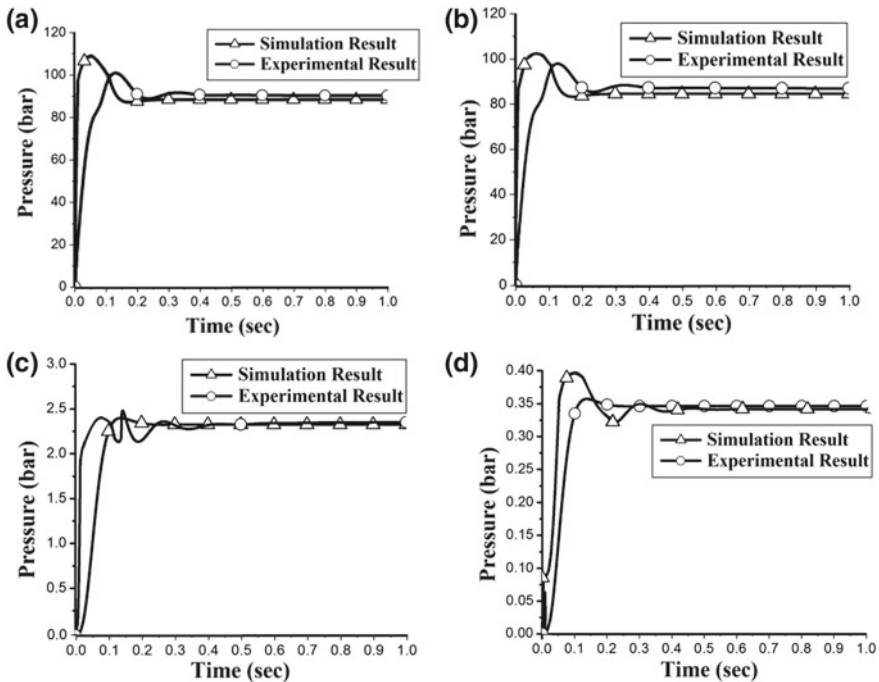 (a)
120
100
80
60
40
20
0
Pressure (bar)
Simulation Result
Experimental Result
0.0 0.1 0.2 0.3 0.4 0.5 0.6 0.7 0.8 0.9 1.0
Time (sec)
(b)
120
100
80
60
40
20
0
Pressure (bar)
Simulation Result
Experimental Result
0.0 0.1 0.2 0.3 0.4 0.5 0.6 0.7 0.8 0.9 1.0
Time (sec)
(c)
3.0
2.5
2.0
1.5
1.0
0.5
0.0
Pressure (bar)
Simulation Result
Experimental Result
0.0 0.1 0.2 0.3 0.4 0.5 0.6 0.7 0.8 0.9 1.0
Time (sec)
(d)
0.40
0.35
0.30
0.25
0.20
0.15
0.10
0.05
0.00
Pressure (bar)
Simulation Result
Experimental Result
0.0 0.1 0.2 0.3 0.4 0.5 0.6 0.7 0.8 0.9 1.0
Time (sec)